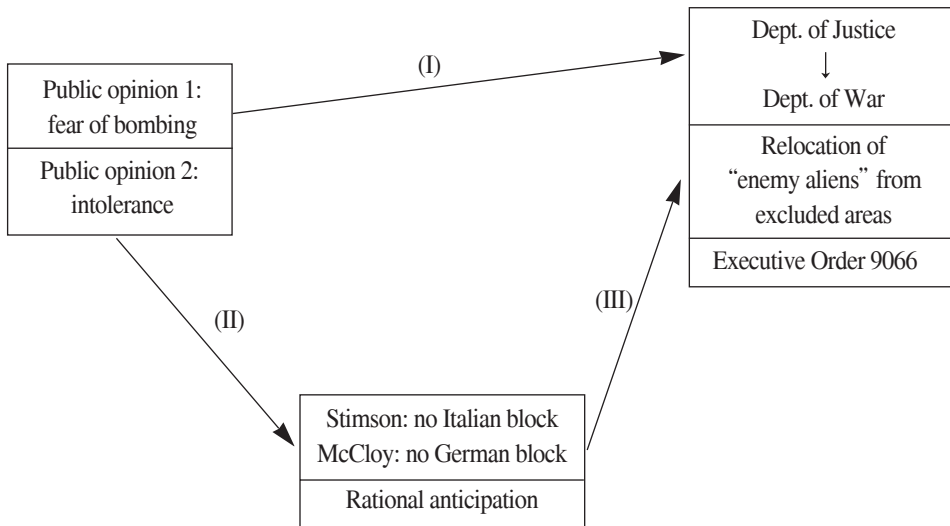 Public opinion 1:
fear of bombing
Public opinion 2:
intolerance
(I)
Dept. of Justice
↓
Dept. of War
Relocation of
“enemy aliens” from
excluded areas
Executive Order 9066
(II)
(III)
Stimson: no Italian block
McCloy: no German block
Rational anticipation